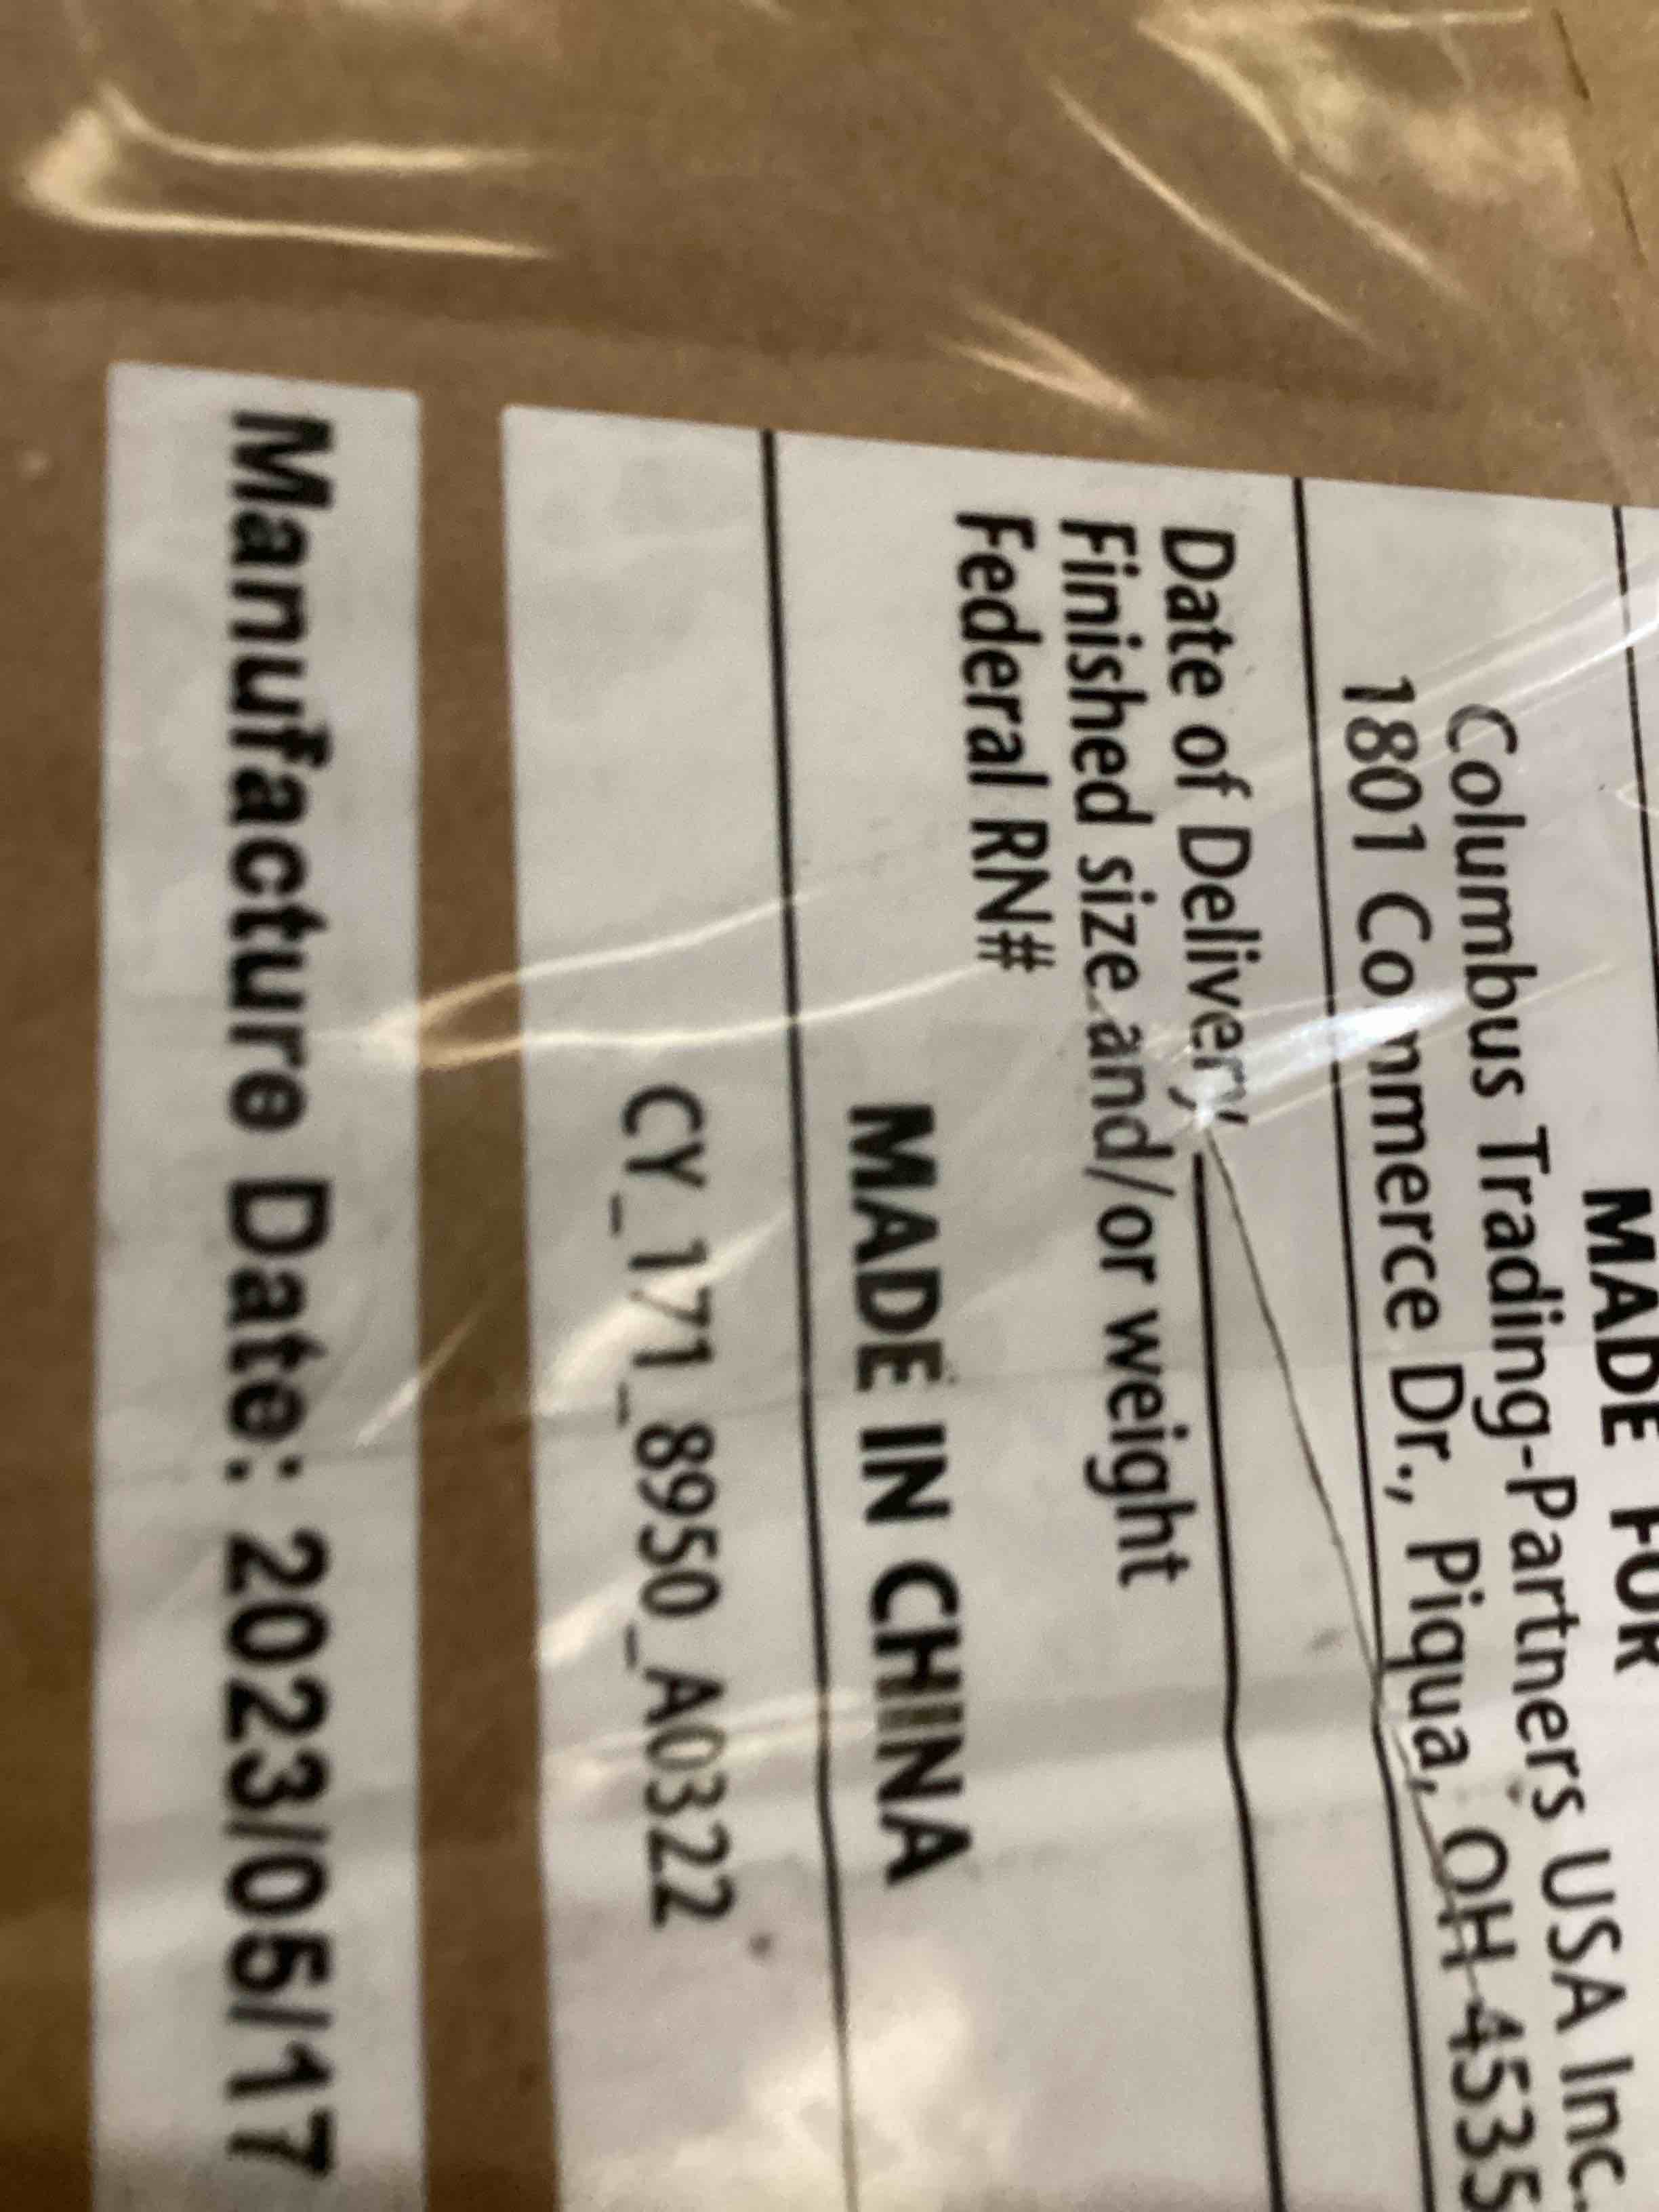 MADE FOR
Columbus Trading-Partners USA Inc.
1801 Commerce Dr., Piqua, OH 4535
Date of Delivery
Finished size and/or weight
Federal RN#
MADE IN CHINA
CY_171_8950_A0322
Manufacture Date: 2023/05/17